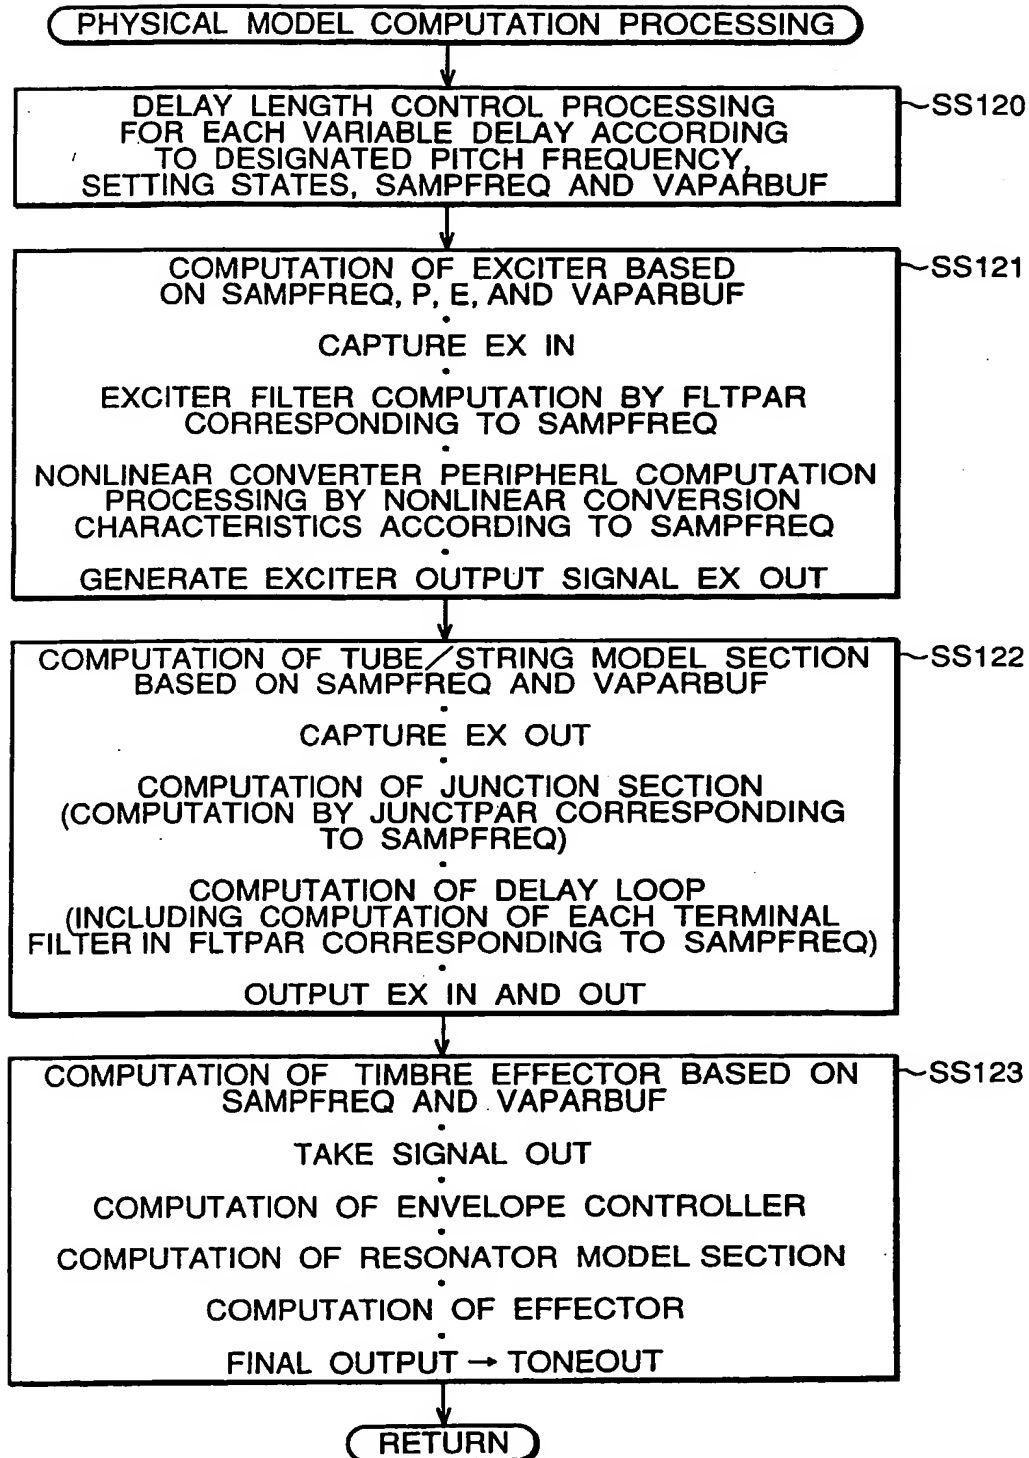 PHYSICAL MODEL COMPUTATION PROCESSING
DELAY LENGTH CONTROL PROCESSING
FOR EACH VARIABLE DELAY ACCORDING
TO DESIGNATED PITCH FREQUENCY,
SETTING STATES, SAMPFREQ AND VAPARBUF
SS120
COMPUTATION OF EXCITER BASED
ON SAMPFREQ, P, E, AND VAPARBUF
SS121
CAPTURE EX IN
EXCITER FILTER COMPUTATION BY FLTPAR
CORRESPONDING TO SAMPFREQ
NONLINEAR CONVERTER PERIPHERL COMPUTATION
PROCESSING BY NONLINEAR CONVERSION
CHARACTERISTICS ACCORDING TO SAMPFREQ
GENERATE EXCITER OUTPUT SIGNAL EX OUT
COMPUTATION OF TUBE/STRING MODEL SECTION
BASED ON SAMPFREQ AND VAPARBUF
SS122
CAPTURE EX OUT
COMPUTATION OF JUNCTION SECTION
(COMPUTATION BY JUNCTPAR CORRESPONDING
TO SAMPFREQ)
COMPUTATION OF DELAY LOOP
(INCLUDING COMPUTATION OF EACH TERMINAL
FILTER IN FLTPAR CORRESPONDING TO SAMPFREQ)
OUTPUT EX IN AND OUT
COMPUTATION OF TIMBRE EFFECTOR BASED ON
SAMPFREQ AND VAPARBUF
SS123
TAKE SIGNAL OUT
COMPUTATION OF ENVELOPE CONTROLLER
COMPUTATION OF RESONATOR MODEL SECTION
COMPUTATION OF EFFECTOR
FINAL OUTPUT → TONEOUT
RETURN